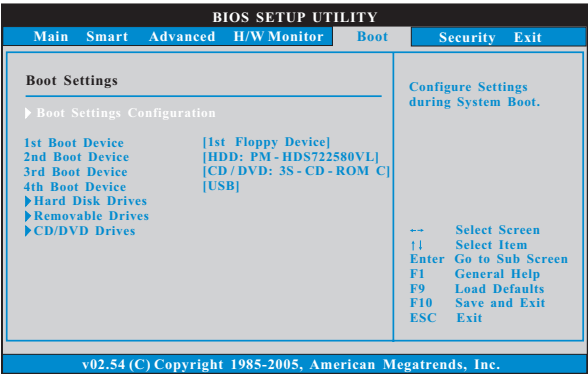 BIOS SETUP UTILITY
Main Smart Advanced H/W Monitor Boot Security Exit
Boot Settings
Boot Settings Configuration
1st Boot Device [1st Floppy Device]
2nd Boot Device [HDD: PM - HDS722580VL]
3rd Boot Device [CD / DVD: 3S - CD - ROM C]
4th Boot Device [USB]
Hard Disk Drives
Removable Drives
CD/DVD Drives
Configure Settings
during System Boot.
←→ Select Screen
↑↓ Select Item
Enter Go to Sub Screen
F1 General Help
F9 Load Defaults
F10 Save and Exit
ESC Exit
v02.54 (C) Copyright 1985-2005, American Megatrends, Inc.